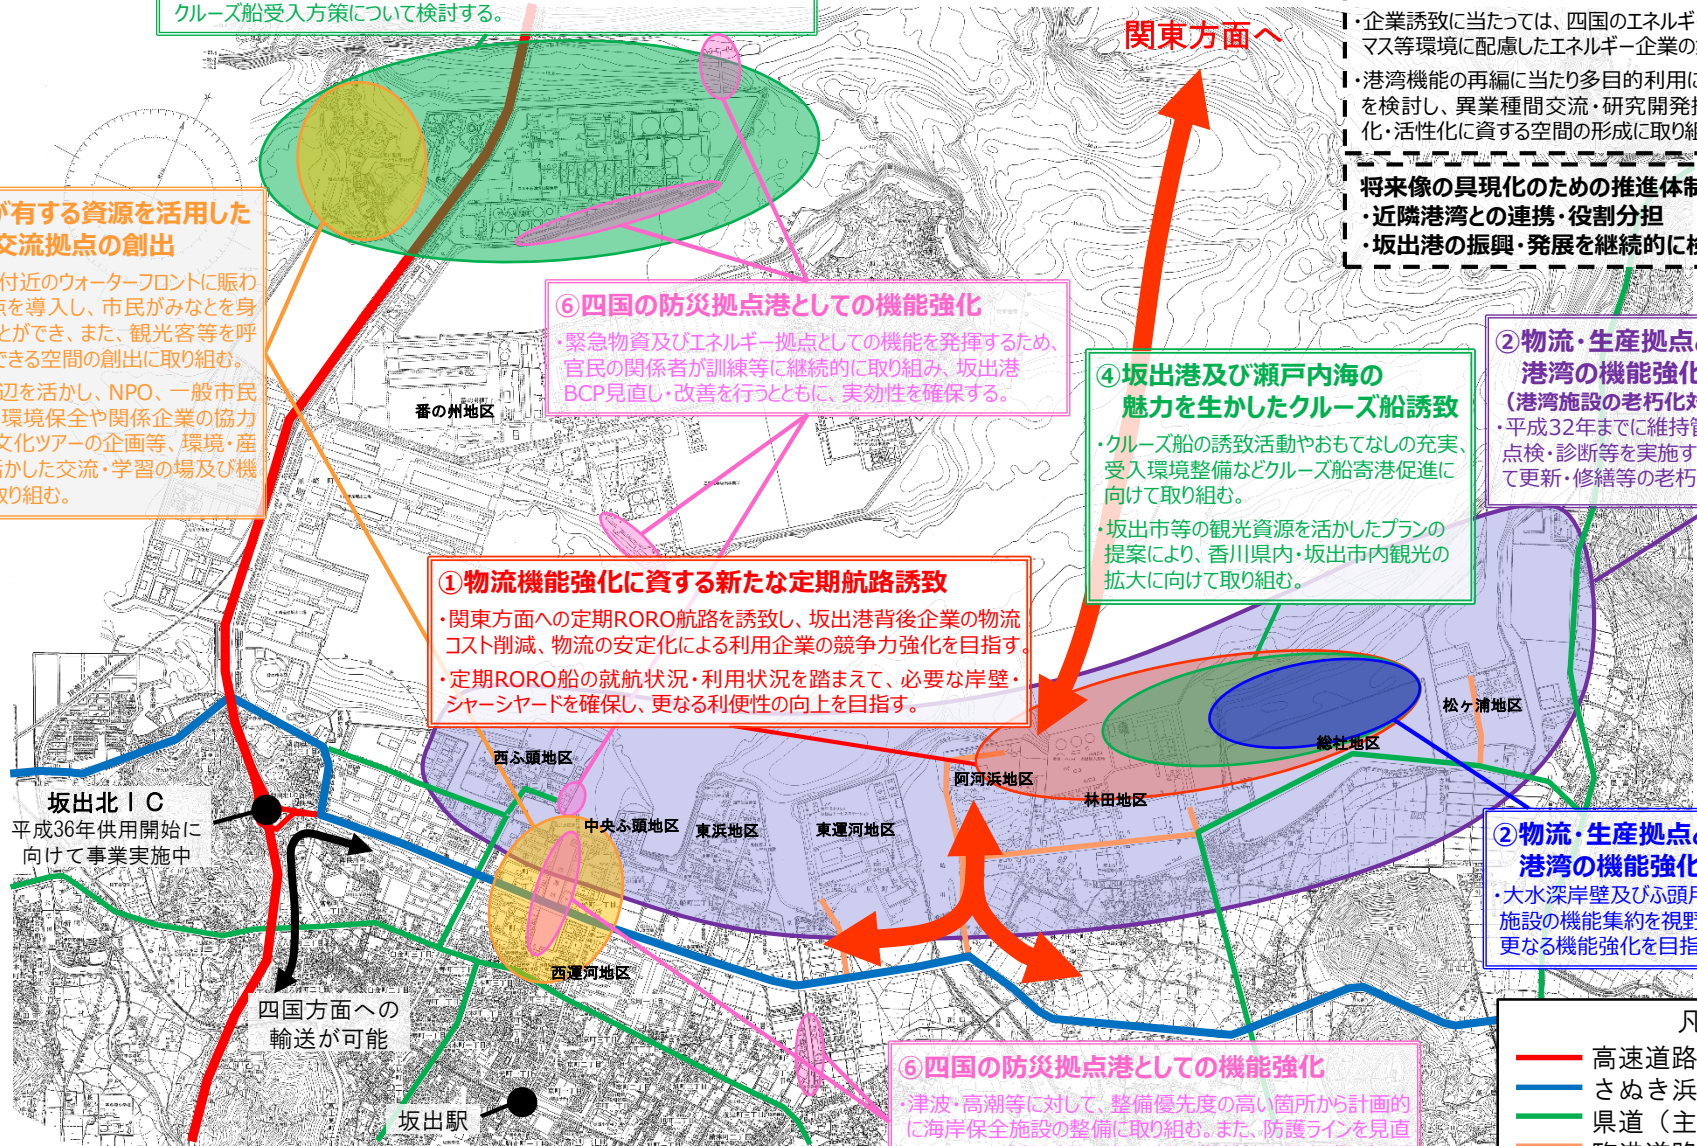 クルーズ船受入方策について検討する。
関東方面へ
・企業誘致に当たっては、四国のエネルギ
マス等環境に配慮したエネルギー企業の
・港湾機能の再編に当たり多目的利用に
を検討し、異業種間交流・研究開発
化・活性化に資する空間の形成に取り組
将来像の具現化のための推進体制
・近隣港湾との連携・役割分担
・坂出港の振興・発展を継続的に検
が有する資源を活用した
交流拠点の創出
付近のウォーターフロントに賑わ
点を導入し、市民がみなとを身
とができ、また、観光客等を呼
できる空間の創出に取り組む。
辺を活かし、NPO、一般市民
環境保全や関係企業の協力
文化ツアーの企画等、環境・産
活かした交流・学習の場及び機
取り組む。
⑥四国の防災拠点港としての機能強化
・緊急物資及びエネルギー拠点としての機能を発揮するため、
官民の関係者が訓練等に継続的に取り組み、坂出港
BCP見直し・改善を行うとともに、実効性を確保する。
番の州地区
④坂出港及び瀬戸内海の
魅力を生かしたクルーズ船誘致
・クルーズ船の誘致活動やおもてなしの充実、
受入環境整備などクルーズ船寄港促進に
向けて取り組む。
・坂出市等の観光資源を活かしたプランの
提案により、香川県内・坂出市内観光の
拡大に向けて取り組む。
②物流・生産拠点
港湾の機能強化
（港湾施設の老朽化対
・平成32年までに維持管
点検・診断等を実施す
て更新・修繕等の老朽
①物流機能強化に資する新たな定期航路誘致
・関東方面への定期RORO航路を誘致し、坂出港背後企業の物流
コスト削減、物流の安定化による利用企業の競争力強化を目指す。
・定期RORO船の就航状況・利用状況を踏まえて、必要な岸壁・
シャーシヤードを確保し、更なる利便性の向上を目指す。
松ヶ浦地区
総社地区
西ふ頭地区
阿河浜地区
林田地区
中央ふ頭地区
東浜地区
東運河地区
坂出北ＩＣ
平成36年供用開始に
向けて事業実施中
②物流・生産拠点
港湾の機能強化
・大水深岸壁及びふ頭用
施設の機能集約を視野
更なる機能強化を目指
西運河地区
四国方面への
輸送が可能
坂出駅
⑥四国の防災拠点港としての機能強化
・津波・高潮等に対して、整備優先度の高い箇所から計画的
に海岸保全施設の整備に取り組む。また、防護ラインを見直
凡
高速道路
さぬき浜
県道（主
臨港道路